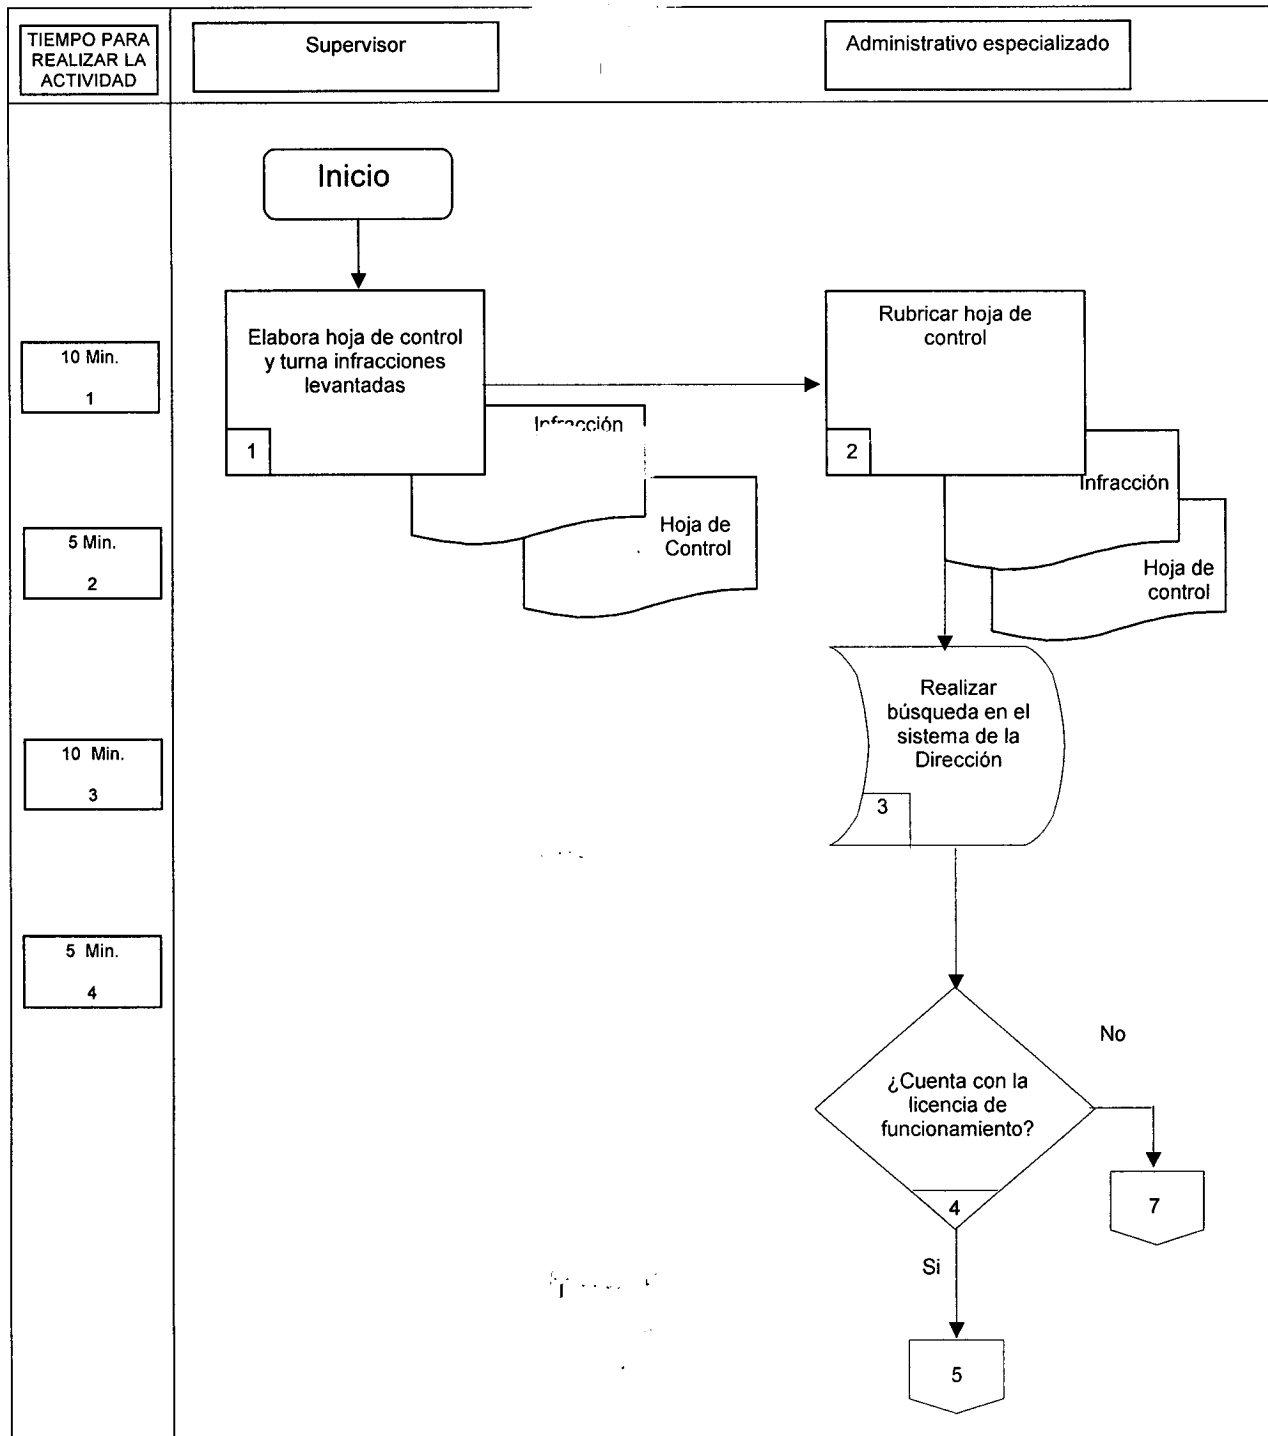 TIEMPO PARA
REALIZAR LA
ACTIVIDAD
Supervisor
Administrativo especializado
Inicio
10 Min.
1
Elabora hoja de control
y turna infracciones
levantadas
1
Infracción
Hoja de
Control
Rubricar hoja de
control
2
Infracción
Hoja de
control
5 Min.
2
10 Min.
3
Realizar
búsqueda en el
sistema de la
Dirección
3
5 Min.
4
¿Cuenta con la
licencia de
funcionamiento?
4
No
7
Si
5